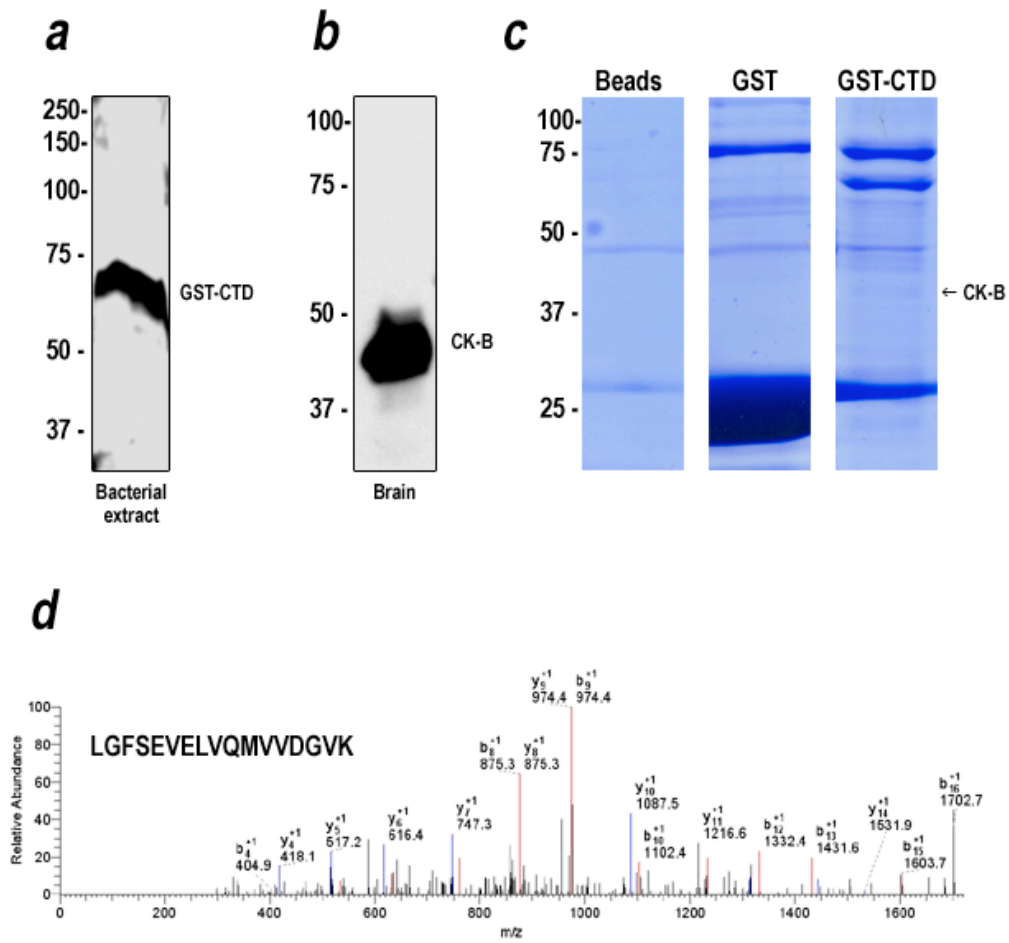 a
250-
150-
100-
75 -
50 -
37 -
GST-CTD
Bacterial
extract
b
100-
75 -
50 -
37 -
CK-B
Brain
c
Beads
GST
GST-CTD
100-
75 -
50 -
37 -
25 -
← CK-B
d
LGFSEVELVQMVVDGVK
Relative Abundance
100
80
60
40
20
0
b4+1
404.9
y4+1
418.1
y5+1
517.2
y6+1
616.4
y7+1
747.3
b8+1
875.3
y8+1
875.3
y9+1
974.4
b9+1
974.4
y10+1
1087.5
b10+1
1102.4
y11+1
1216.6
b12+1
1332.4
b13+1
1431.6
y14+1
1531.9
b15+1
1603.7
b16+1
1702.7
0
200
400
600
800
1000
1200
1400
1600
m/z